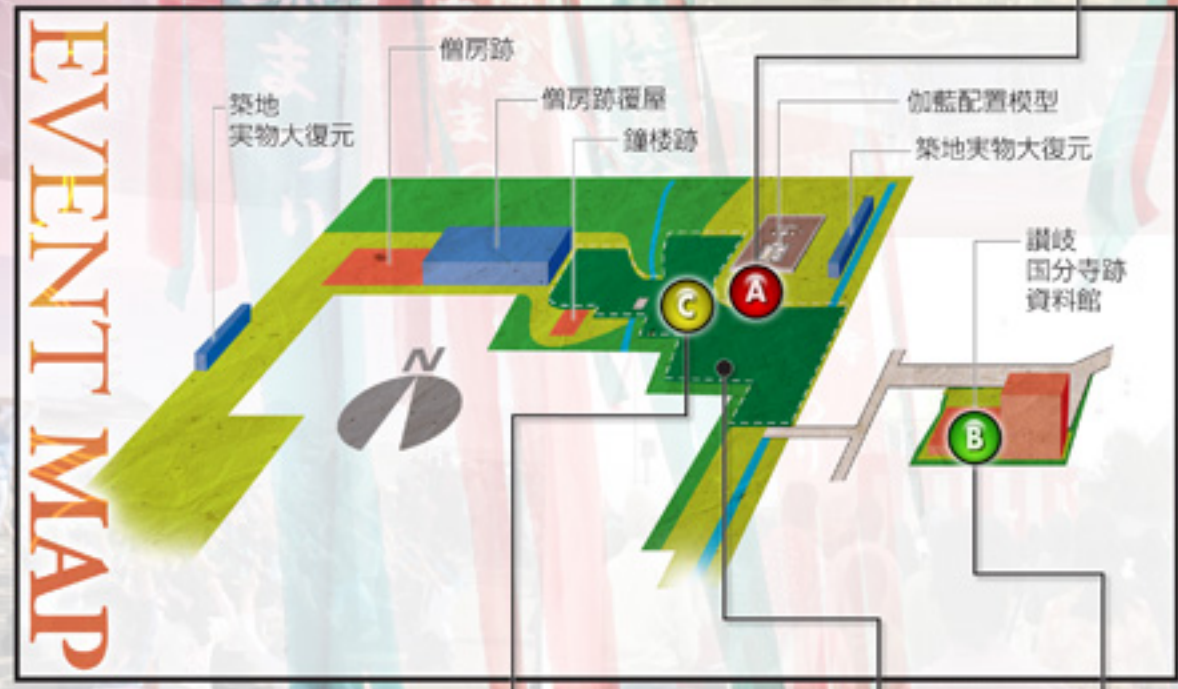 EVENT MAP
僧房跡
築地
実物大復元
僧房跡覆屋
鐘楼跡
伽藍配置模型
築地実物大復元
讃岐
国分寺跡
資料館
C
A
B
N